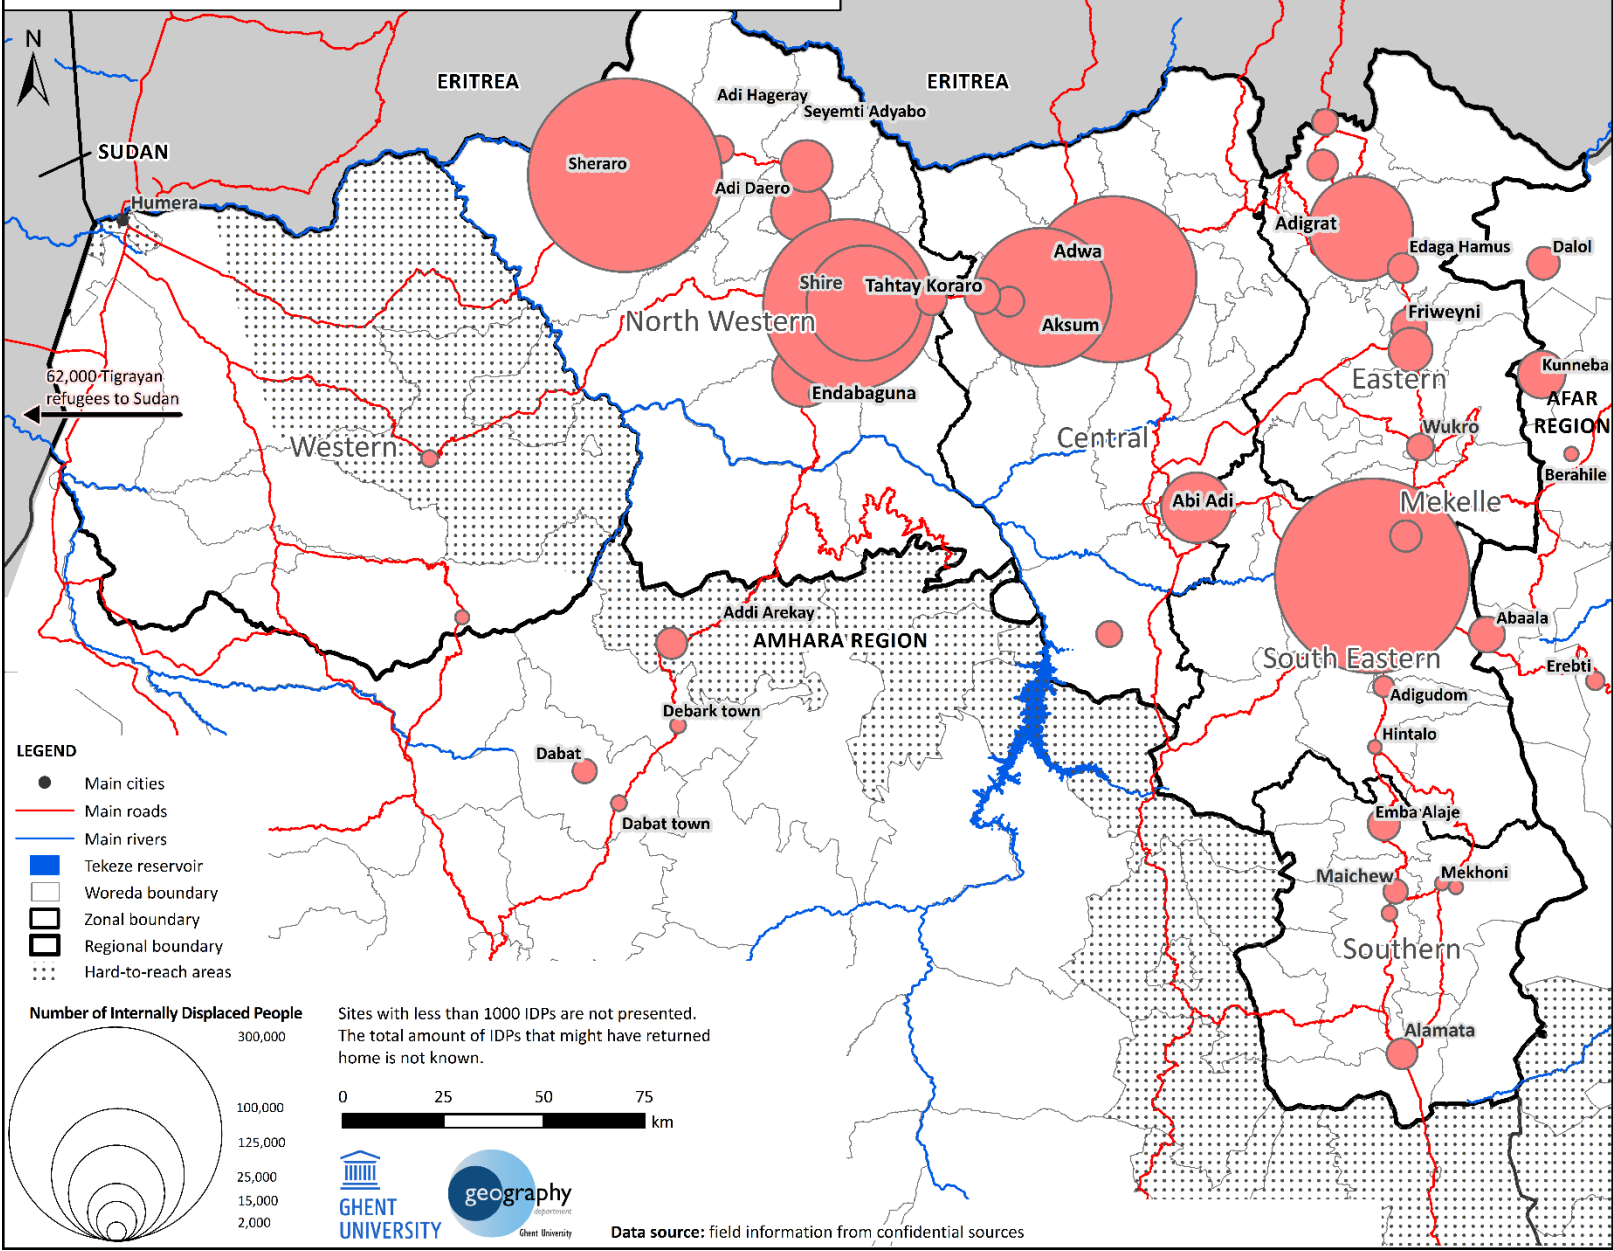 N
ERITREA
ERITREA
Adi Hageray
Seyemti Adyabo
SUDAN
Sheraro
Adi Daero
Humera
Adigrat
Edaga Hamus
Dalol
Adwa
Shire
Tahtay Koraro
North Western
Aksum
Friweyni
Eastern
Kunneba
62,000 Tigrayan
refugees to Sudan
Endabaguna
AFAR
REGION
Western
Central
Wukro
Berahile
Abi Adi
Mekelle
Addi Arekay
AMHARA REGION
Abaala
South Eastern
Erebti
Adigudom
Debark town
Hintalo
Dabat
Dabat town
Emba Alaje
Maichew
Mekhoni
Southern
Alamata
LEGEND
Main cities
Main roads
Main rivers
Tekeze reservoir
Woreda boundary
Zonal boundary
Regional boundary
Hard-to-reach areas
Number of Internally Displaced People
300,000
100,000
125,000
25,000
15,000
2,000
Sites with less than 1000 IDPs are not presented.
The total amount of IDPs that might have returned
home is not known.
0 25 50 75
km
GHENT
UNIVERSITY
geography
department
Ghent University
Data source: field information from confidential sources